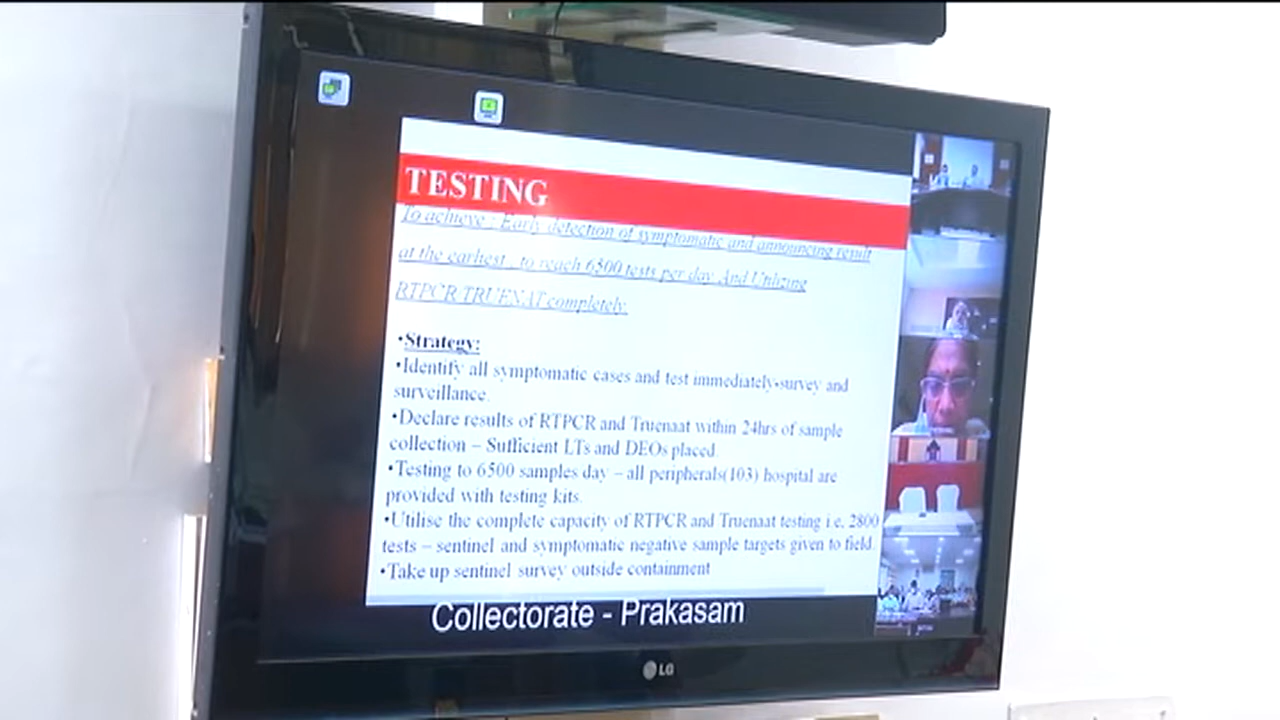 TESTING
To achieve : Early detection of symptomatic and announcing result
at the earliest , to reach 6500 tests per day. And Utilizing
RTPCR TRUENAT completely.
•Strategy:
•Identify all symptomatic cases and test immediately-survey and
surveillance.
•Declare results of RTPCR and Truenaat within 24hrs of sample
collection – Sufficient LTs and DEOs placed.
•Testing to 6500 samples day – all peripherals(103) hospital are
provided with testing kits.
•Utilise the complete capacity of RTPCR and Truenaat testing i.e. 2800
tests – sentinel and symptomatic negative sample targets given to field.
•Take up sentinel survey outside containment
Collectorate - Prakasam
LG